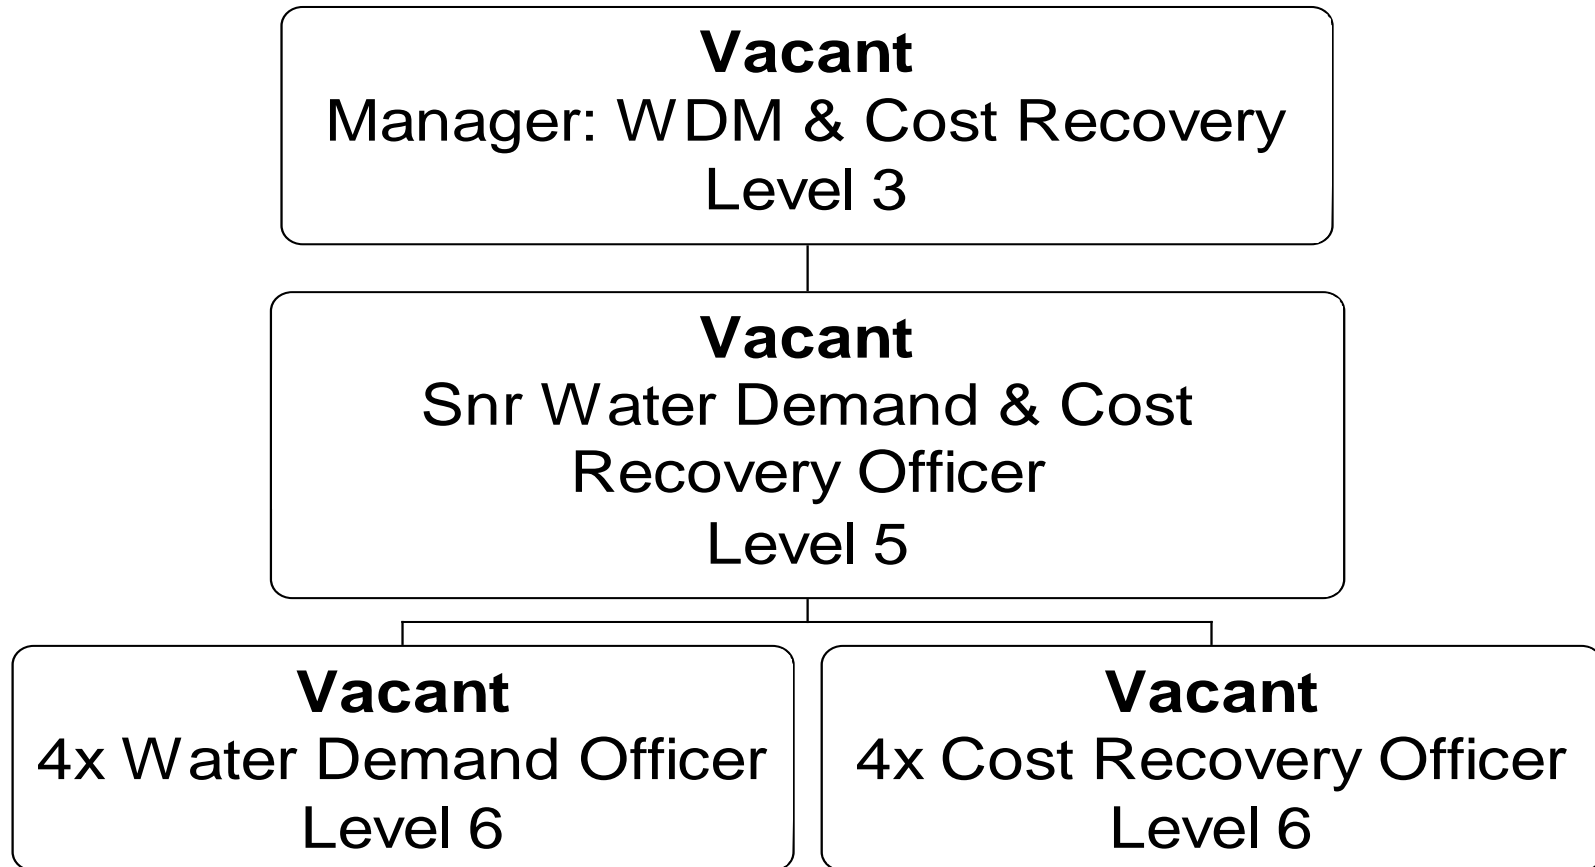 Vacant
Manager: WDM & Cost Recovery
Level 3
Vacant
Snr Water Demand & Cost
Recovery Officer
Level 5
Vacant
4x Water Demand Officer
Level 6
Vacant
4x Cost Recovery Officer
Level 6